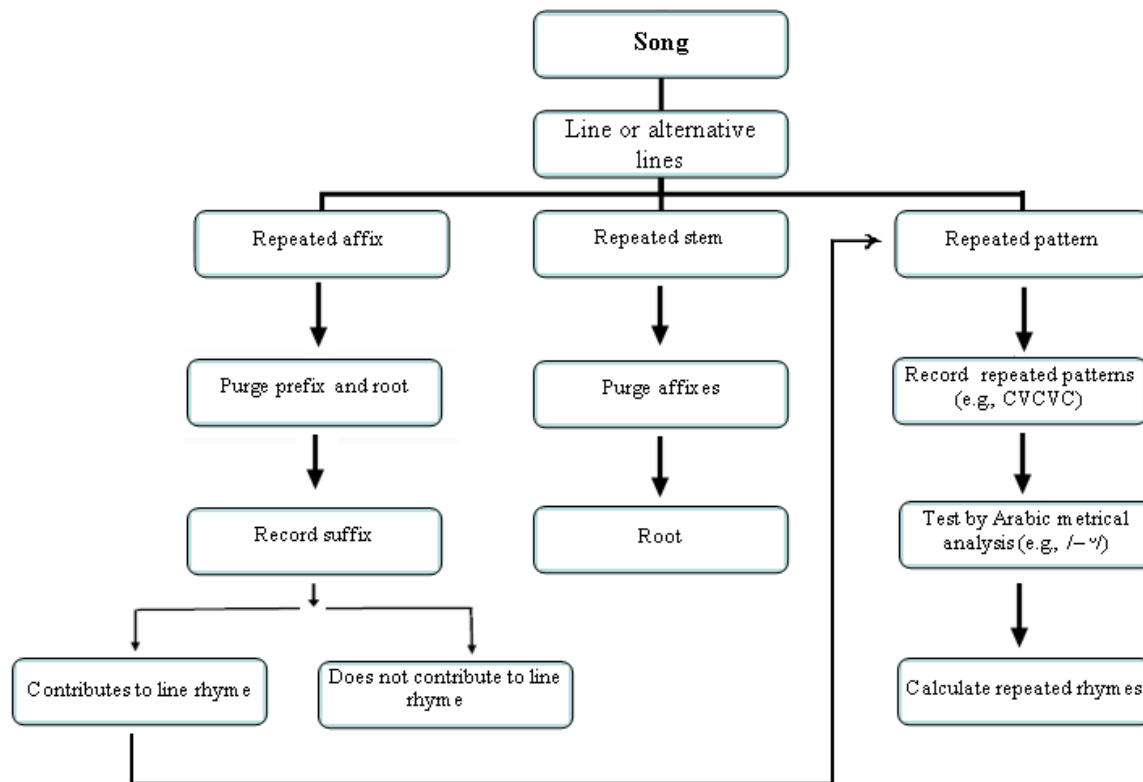 Song
Line or alternative
lines
Repeated affix
Repeated stem
Repeated pattern
Purge prefix and root
Purge affixes
Record repeated patterns
(e.g., CVCVC)
Record suffix
Root
Test by Arabic metrical
analysis (e.g., /– ᵕ/)
Contributes to line rhyme
Does not contribute to line
rhyme
Calculate repeated rhymes